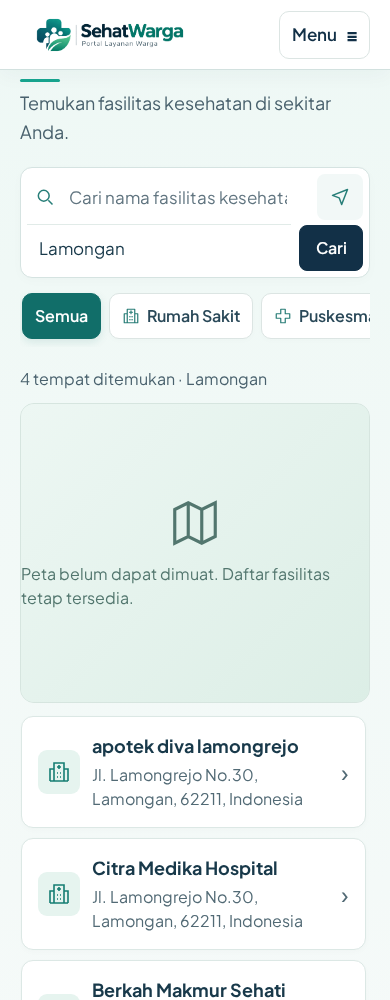 SehatWarga
Portal Layanan Warga
Menu
Temukan fasilitas kesehatan di sekitar
Anda.
Cari nama fasilitas kesehata
Lamongan
Cari
Semua
Rumah Sakit
Puskesma
4 tempat ditemukan · Lamongan
Peta belum dapat dimuat. Daftar fasilitas
tetap tersedia.
apotek diva lamongrejo
Jl. Lamongrejo No.30,
Lamongan, 62211, Indonesia
Citra Medika Hospital
Jl. Lamongrejo No.30,
Lamongan, 62211, Indonesia
Berkah Makmur Sehati